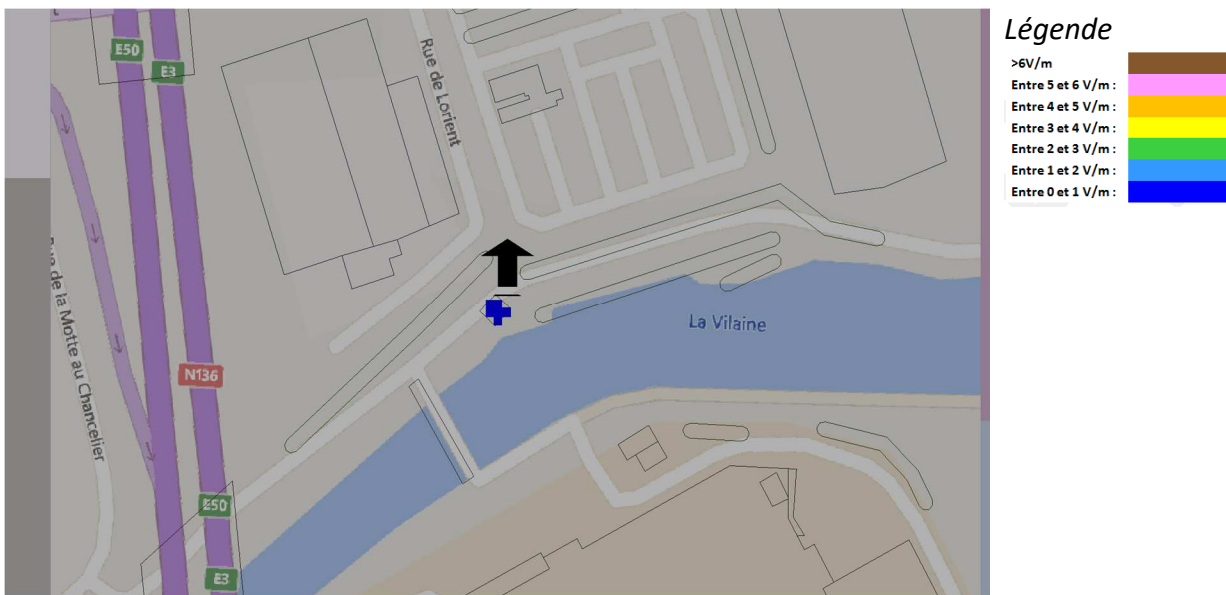 Légende
>6V/m
Entre 5 et 6 V/m :
Entre 4 et 5 V/m :
Entre 3 et 4 V/m :
Entre 2 et 3 V/m :
Entre 1 et 2 V/m :
Entre 0 et 1 V/m :
E50
E3
Rue de Lorient
La Vilaine
N136
Rue de la Motte au Chancelier
E50
E3